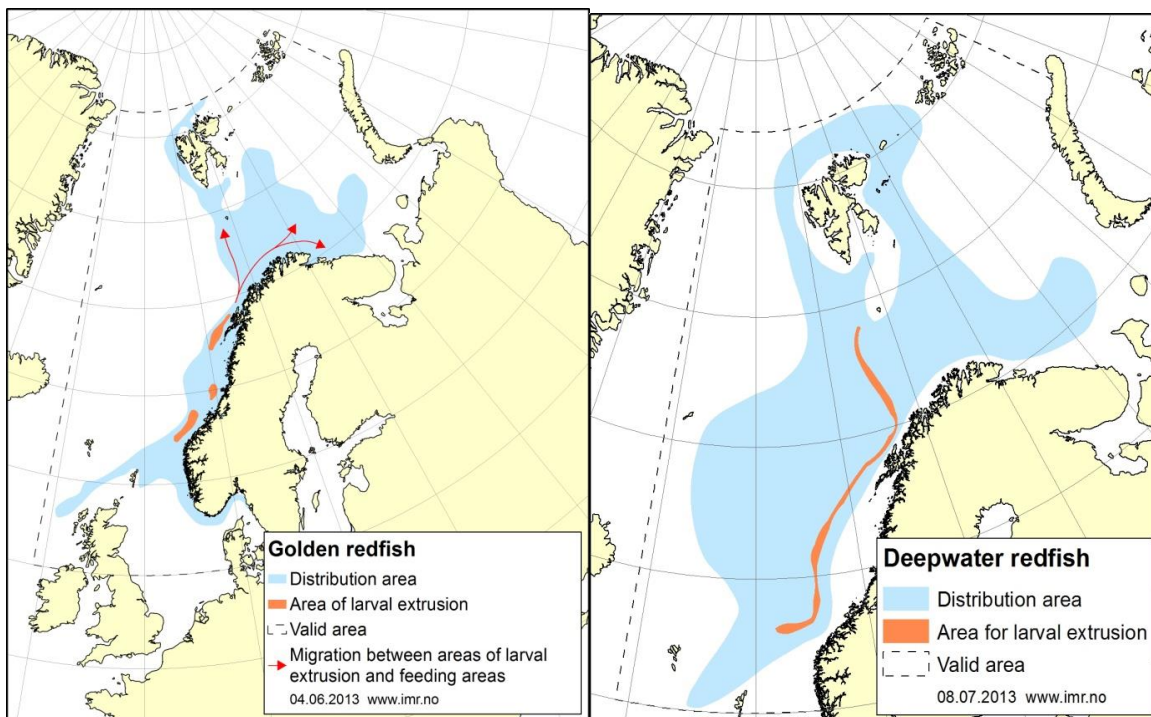 Golden redfish
Distribution area
Area of larval extrusion
Valid area
Migration between areas of larval
extrusion and feeding areas
04.06.2013 www.imr.no
Deepwater redfish
Distribution area
Area for larval extrusion
Valid area
08.07.2013 www.imr.no